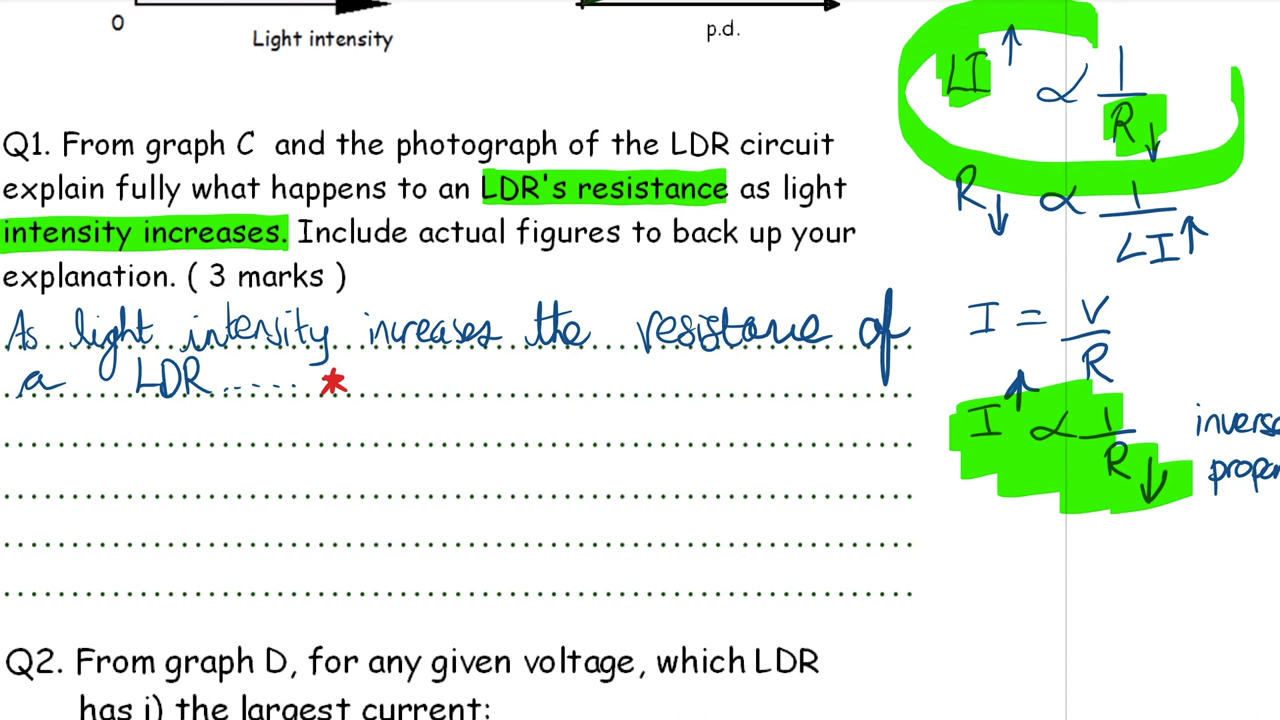 0
Light intensity
p.d.
LI ↑ ∝ 1/R ↓
R ↓ ∝ 1/LI ↑
Q1. From graph C and the photograph of the LDR circuit
explain fully what happens to an LDR's resistance as light
intensity increases. Include actual figures to back up your
explanation. ( 3 marks )
As light intensity increases the resistance of
a LDR ..... *
I = V/R
I ↑ ∝ 1/R ↓
Q2. From graph D, for any given voltage, which LDR
has i) the largest current: